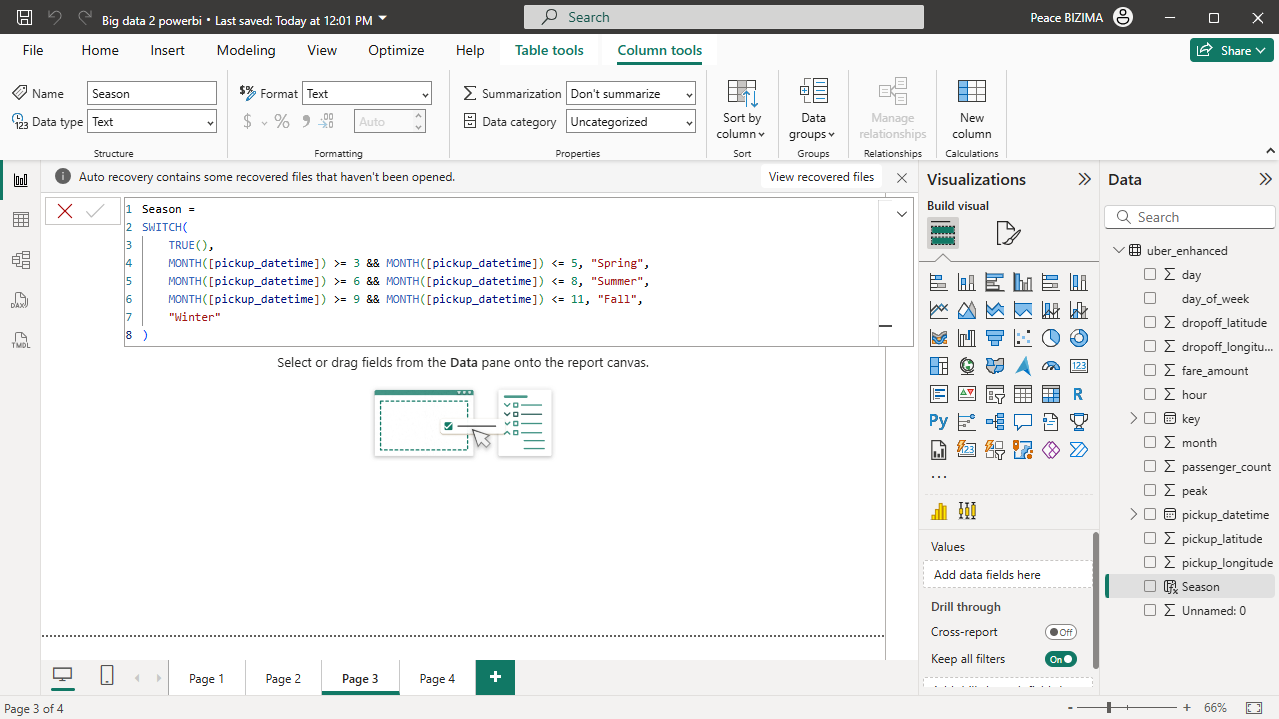 Big data 2 powerbi • Last saved: Today at 12:01 PM
Search
Peace BIZIMA
File Home Insert Modeling View Optimize Help Table tools Column tools
Share
Name Season
Data type Text
Structure
Format Text
$ % Auto
Formatting
Summarization Don't summarize
Data category Uncategorized
Properties
Sort by column
Sort
Data groups
Groups
Manage relationships
Relationships
New column
Calculations
Auto recovery contains some recovered files that haven't been opened.
View recovered files
1 Season =
2 SWITCH(
3 TRUE(),
4 MONTH([pickup_datetime]) >= 3 && MONTH([pickup_datetime]) <= 5, "Spring",
5 MONTH([pickup_datetime]) >= 6 && MONTH([pickup_datetime]) <= 8, "Summer",
6 MONTH([pickup_datetime]) >= 9 && MONTH([pickup_datetime]) <= 11, "Fall",
7 "Winter"
8 )
Select or drag fields from the Data pane onto the report canvas.
DAX
TMDL
Visualizations
Build visual
123
R
Py
123
...
Values
Add data fields here
Drill through
Cross-report Off
Keep all filters On
Data
Search
uber_enhanced
day
day_of_week
dropoff_latitude
dropoff_longitu...
fare_amount
hour
key
month
passenger_count
peak
pickup_datetime
pickup_latitude
pickup_longitude
Season
Unnamed: 0
Page 1
Page 2
Page 3
Page 4
+
Page 3 of 4
- + 66%